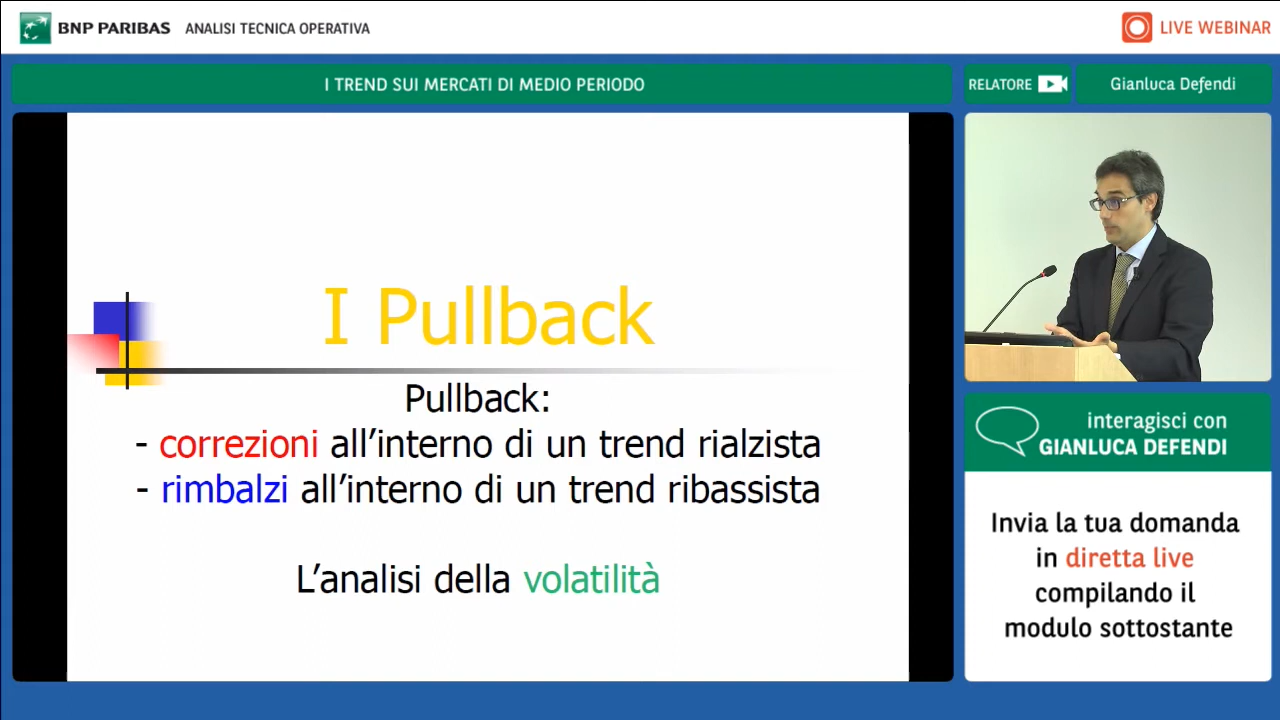 BNP PARIBAS ANALISI TECNICA OPERATIVA
LIVE WEBINAR
I TREND SUI MERCATI DI MEDIO PERIODO
RELATORE
Gianluca Defendi
I Pullback
Pullback:
- correzioni all'interno di un trend rialzista
- rimbalzi all'interno di un trend ribassista
L'analisi della volatilità
interagisci con
GIANLUCA DEFENDI
Invia la tua domanda
in diretta live
compilando il
modulo sottostante